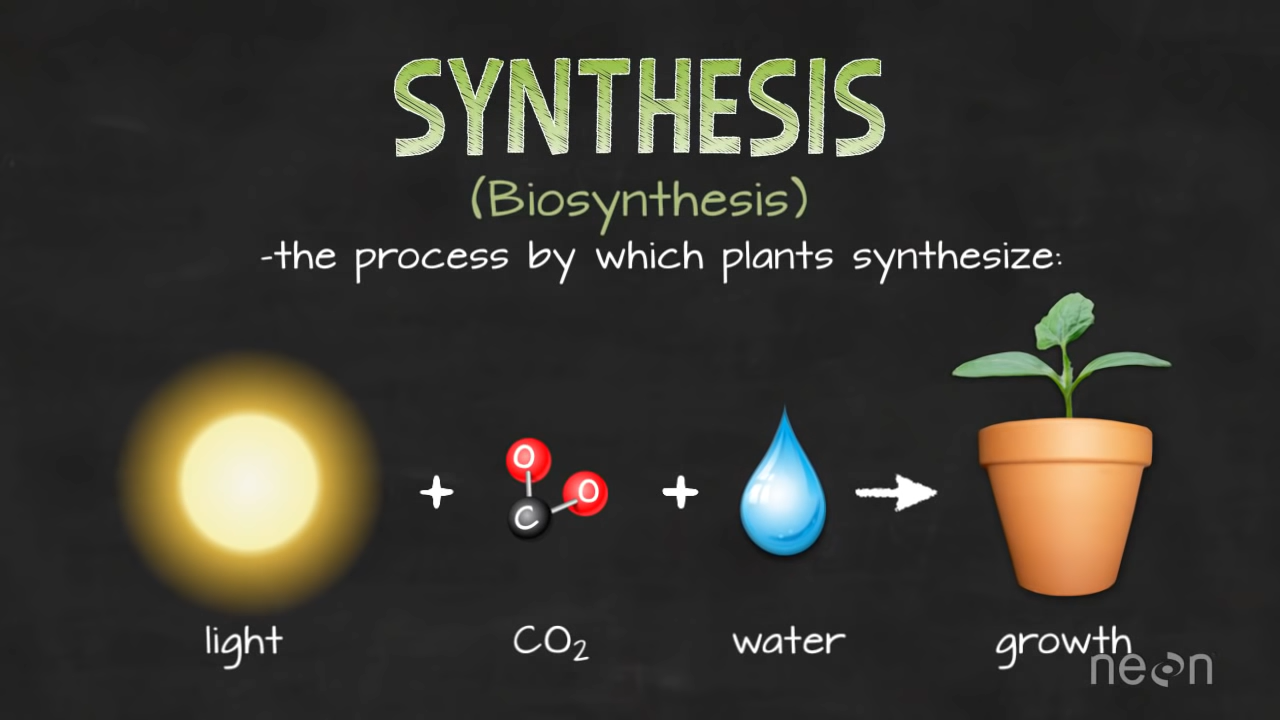 SYNTHESIS
(Biosynthesis)
-the process by which plants synthesize:
O
O
C
+ + 
light CO₂ water growth
neon